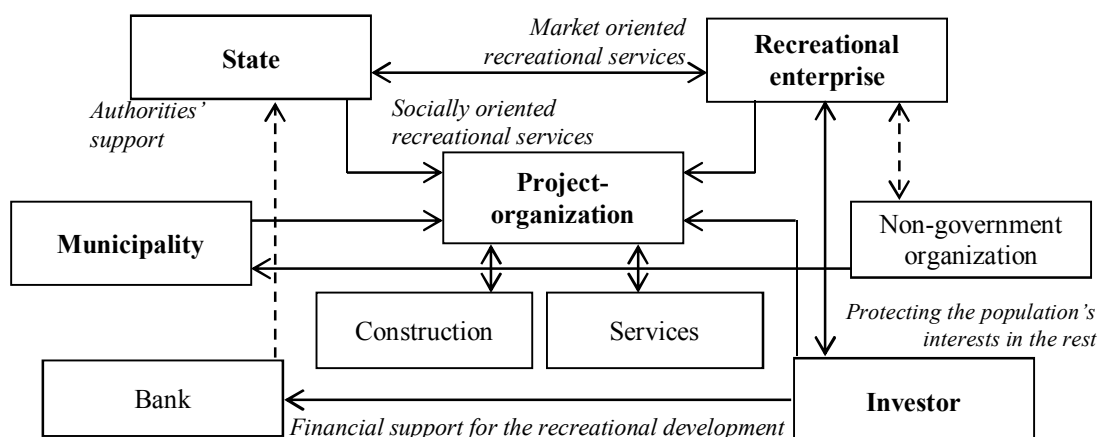 Market oriented
recreational services
State
Recreational
enterprise
Authorities’
support
Socially oriented
recreational services
Project-
organization
Municipality
Non-government
organization
Construction
Services
Protecting the population’s
interests in the rest
Bank
Investor
Financial support for the recreational development